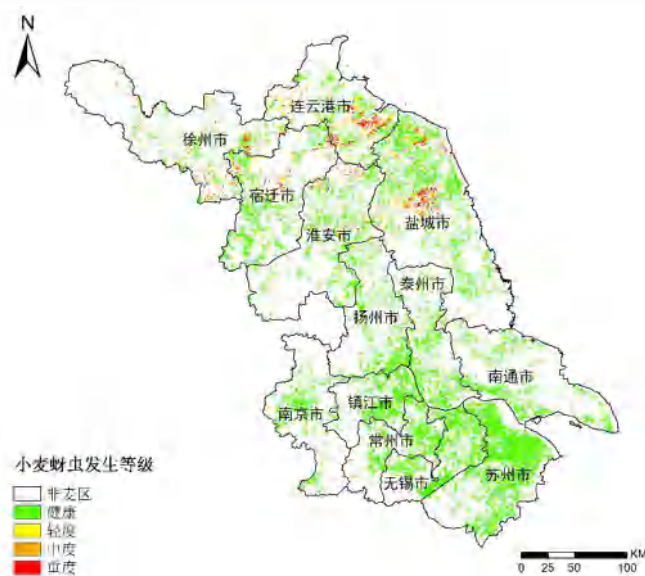 N
连云港市
徐州市
宿迁市
淮安市
盐城市
泰州市
扬州市
南通市
南京市
镇江市
常州市
无锡市
苏州市
小麦蚜虫发生等级
非麦区
健康
轻度
中度
重度
KM
0 25 50 100